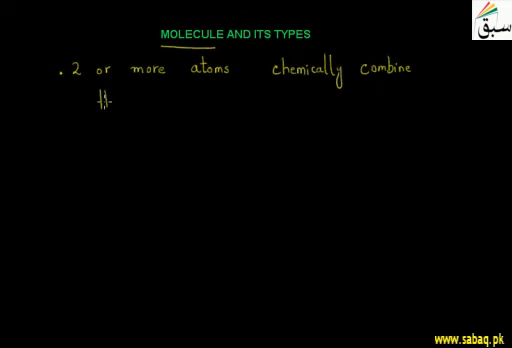 MOLECULE AND ITS TYPES
سبق
. 2 or more atoms chemically combine
www.sabaq.pk